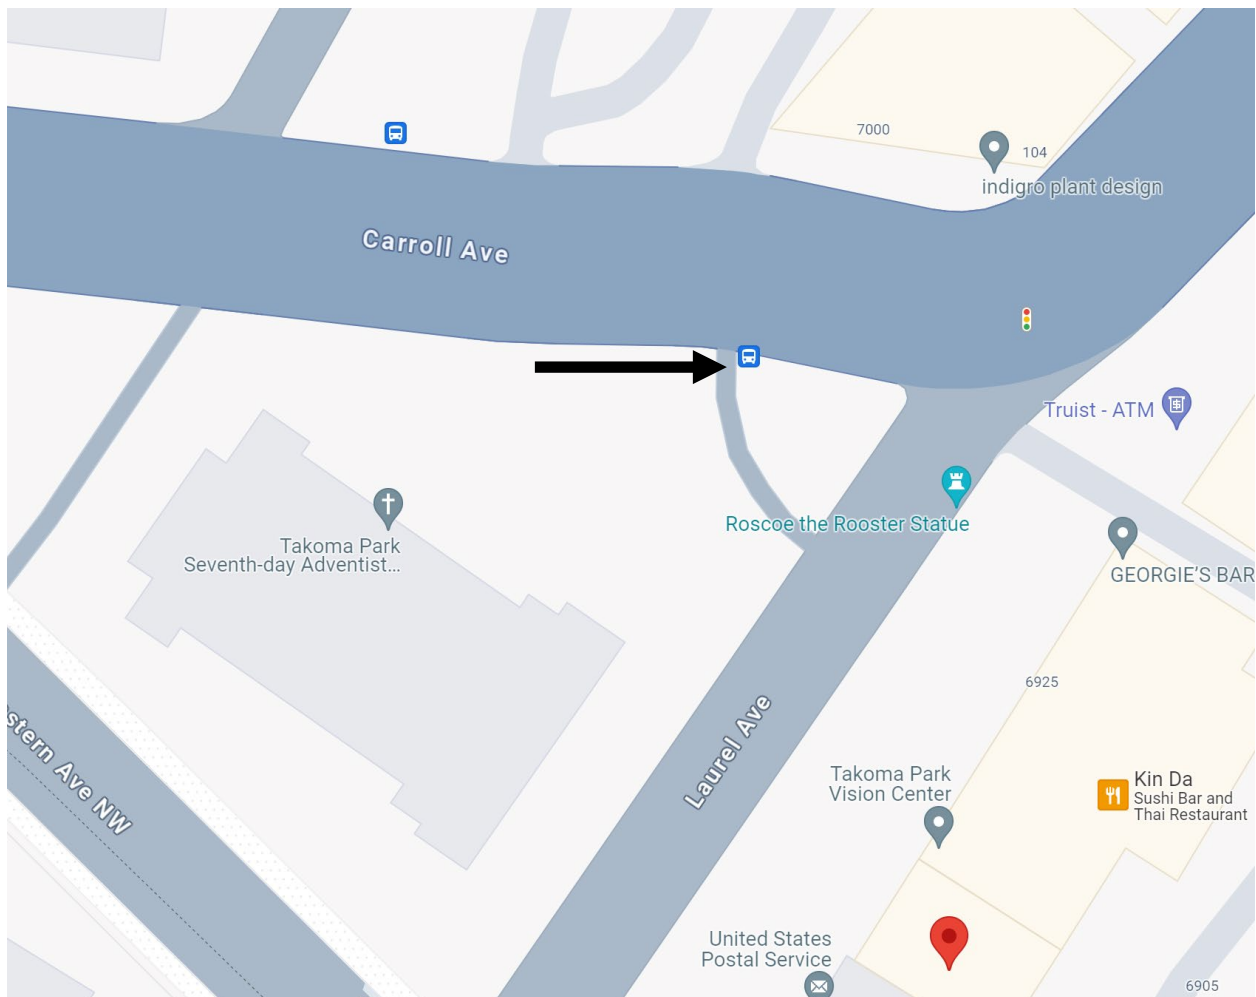 7000
104
indigro plant design
Carroll Ave
Truist - ATM
Takoma Park
Seventh-day Adventist...
Roscoe the Rooster Statue
GEORGIE'S BAR
6925
stern Ave NW
Laurel Ave
Takoma Park
Vision Center
Kin Da
Sushi Bar and
Thai Restaurant
United States
Postal Service
6905